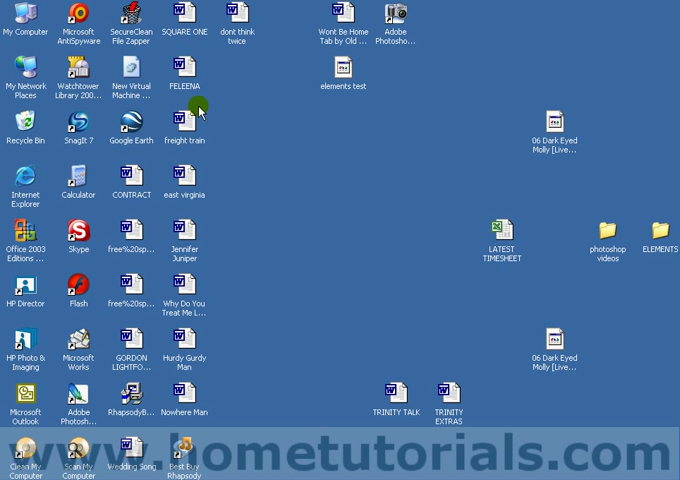 My Computer
Microsoft
AntiSpyware
SecureClean
File Zapper
SQUARE ONE
dont think
twice
Wont Be Home
Tab by Old ...
Adobe
Photosho...
My Network
Places
Watchtower
Library 200...
New Virtual
Machine ...
FELEENA
elements test
Recycle Bin
SnagIt 7
Google Earth
freight train
06 Dark Eyed
Molly [Live...
Internet
Explorer
Calculator
CONTRACT
east virginia
Office 2003
Editions ...
Skype
free%20sp...
Jennifer
Juniper
LATEST
TIMESHEET
photoshop
videos
ELEMENTS
HP Director
Flash
free%20sp...
Why Do You
Treat Me L...
HP Photo &
Imaging
Microsoft
Works
GORDON
LIGHTFO...
Hurdy Gurdy
Man
06 Dark Eyed
Molly [Live...
Microsoft
Outlook
Adobe
Photosh...
RhapsodyB...
Nowhere Man
TRINITY TALK
TRINITY
EXTRAS
Clean My
Computer
Scan My
Computer
Wedding Song
Best Buy
Rhapsody
www.hometutorials.com